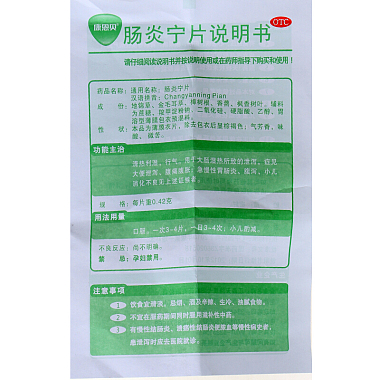 康恩贝
肠炎宁片说明书
OTC
请仔细阅读说明书并按说明使用或在药师指导下购买和使用!
药品名称:通用名称:肠炎宁片
汉语拼音:Changyanning Pian
成 份:地锦草、金毛耳草、樟树根、香薷、枫香树叶。辅料
为蔗糖、羧甲淀粉钠、二氧化硅、硬脂酸、乙醇、胃
溶型薄膜包衣预混料。
性 状:本品为薄膜衣片,除去包衣后显棕褐色;气芳香,味
酸、微苦。
功能主治
清热利湿,行气。用于大肠湿热所致的泄泻,症见
大便泄泻、腹痛腹胀;急慢性胃肠炎、腹泻、小儿
消化不良见上述证候者。
规 格:每片重0.42克
用法用量
口服,一次3~4片,一日3~4次;小儿酌减。
不良反应:尚不明确。
禁 忌:孕妇禁用。
注意事项
1 饮食宜清淡,忌烟、酒及辛辣、生冷、油腻食物。
2 不宜在服药期间同时服用滋补性中药。
3 有慢性结肠炎、溃疡性结肠炎便脓血等慢性病史者,
患泄泻时应去医院就诊。